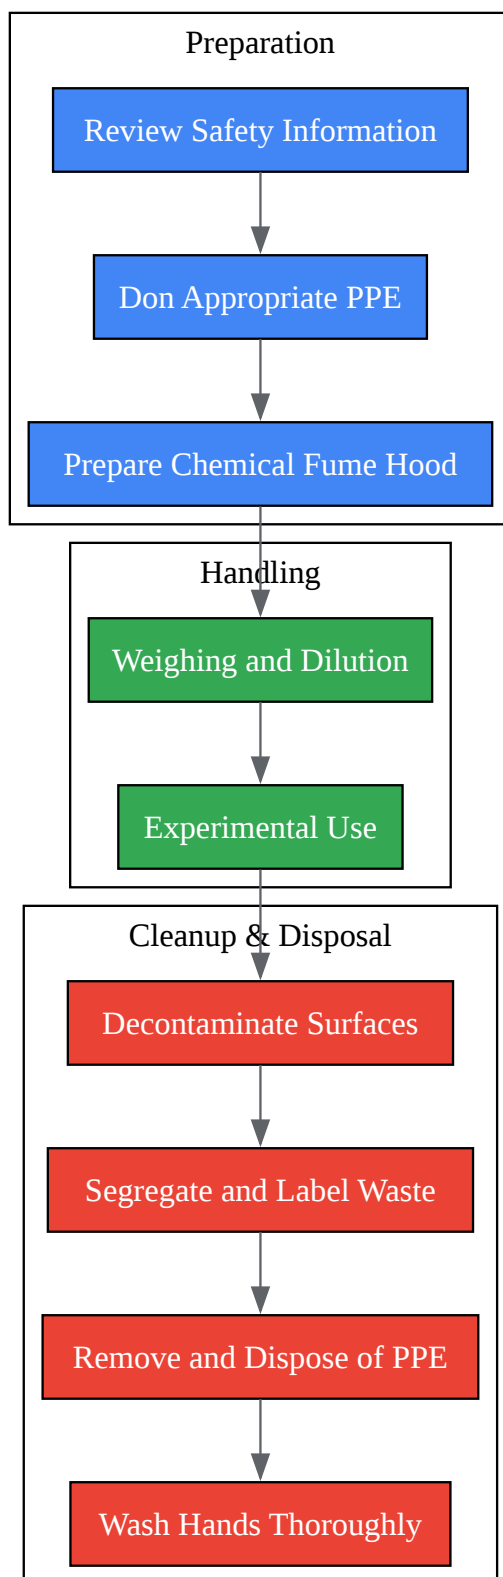 Preparation
Review Safety Information
Don Appropriate PPE
Prepare Chemical Fume Hood
Handling
Weighing and Dilution
Experimental Use
Cleanup & Disposal
Decontaminate Surfaces
Segregate and Label Waste
Remove and Dispose of PPE
Wash Hands Thoroughly